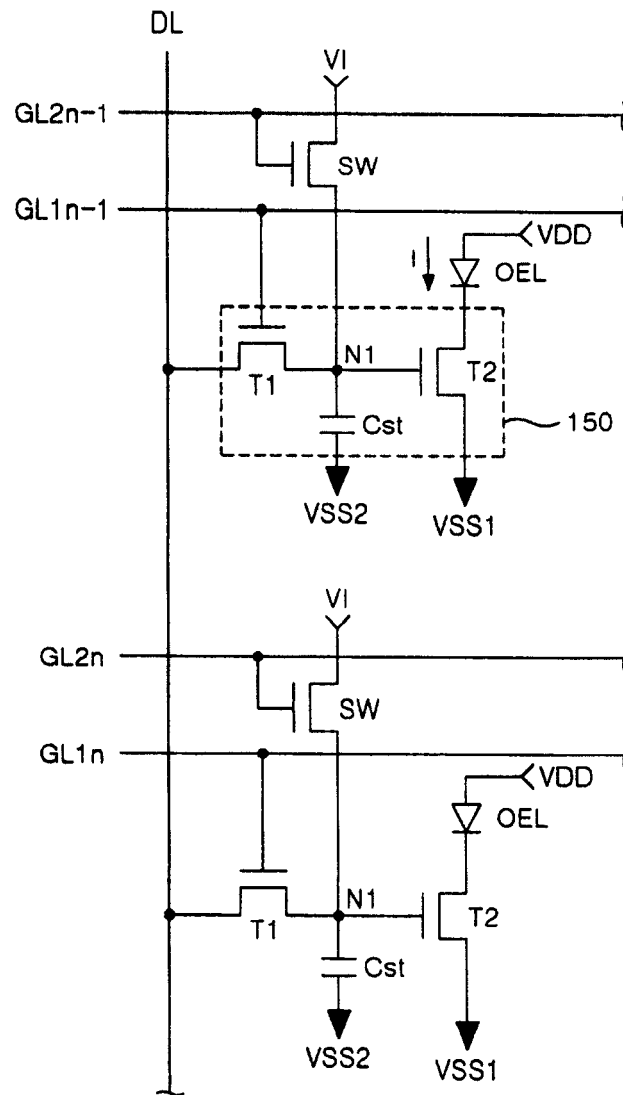 DL
VI
GL2n-1
SW
GL1n-1
VDD
I
OEL
N1
T1
T2
Cst
150
VSS2
VSS1
VI
GL2n
SW
GL1n
VDD
OEL
N1
T1
T2
Cst
VSS2
VSS1